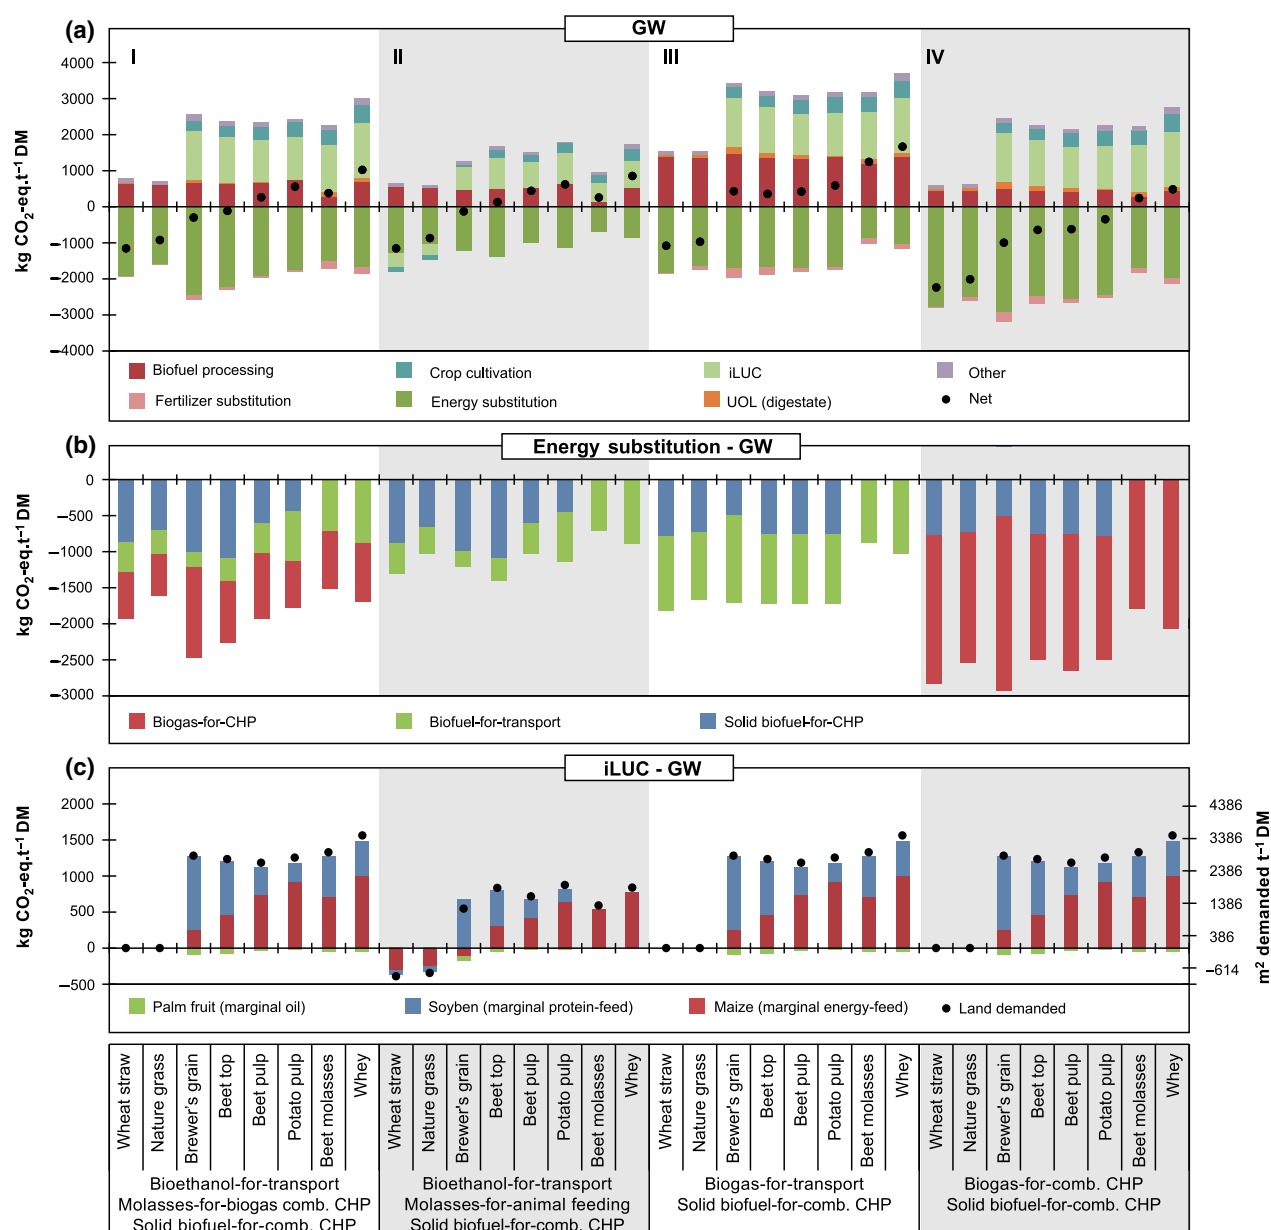 (a)
GW
I
II
III
IV
kg CO2-eq.t−1 DM
4000
3000
2000
1000
0
−1000
−2000
−3000
−4000
Biofuel processing
Crop cultivation
iLUC
Other
Fertilizer substitution
Energy substitution
UOL (digestate)
Net
(b)
Energy substitution - GW
kg CO2-eq.t−1 DM
0
−500
−1000
−1500
−2000
−2500
−3000
Biogas-for-CHP
Biofuel-for-transport
Solid biofuel-for-CHP
(c)
iLUC - GW
kg CO2-eq.t−1 DM
2000
1500
1000
500
0
−500
4386
3386
2386
1386
386
−614
m2 demanded t−1 DM
Palm fruit (marginal oil)
Soyben (marginal protein-feed)
Maize (marginal energy-feed)
Land demanded
Wheat straw
Nature grass
Brewer's grain
Beet top
Beet pulp
Potato pulp
Beet molasses
Whey
Wheat straw
Nature grass
Brewer's grain
Beet top
Beet pulp
Potato pulp
Beet molasses
Whey
Wheat straw
Nature grass
Brewer's grain
Beet top
Beet pulp
Potato pulp
Beet molasses
Whey
Wheat straw
Nature grass
Brewer's grain
Beet top
Beet pulp
Potato pulp
Beet molasses
Whey
Bioethanol-for-transport
Molasses-for-biogas comb. CHP
Solid biofuel-for-comb. CHP
Bioethanol-for-transport
Molasses-for-animal feeding
Solid biofuel-for-comb. CHP
Biogas-for-transport
Solid biofuel-for-comb. CHP
Biogas-for-comb. CHP
Solid biofuel-for-comb. CHP